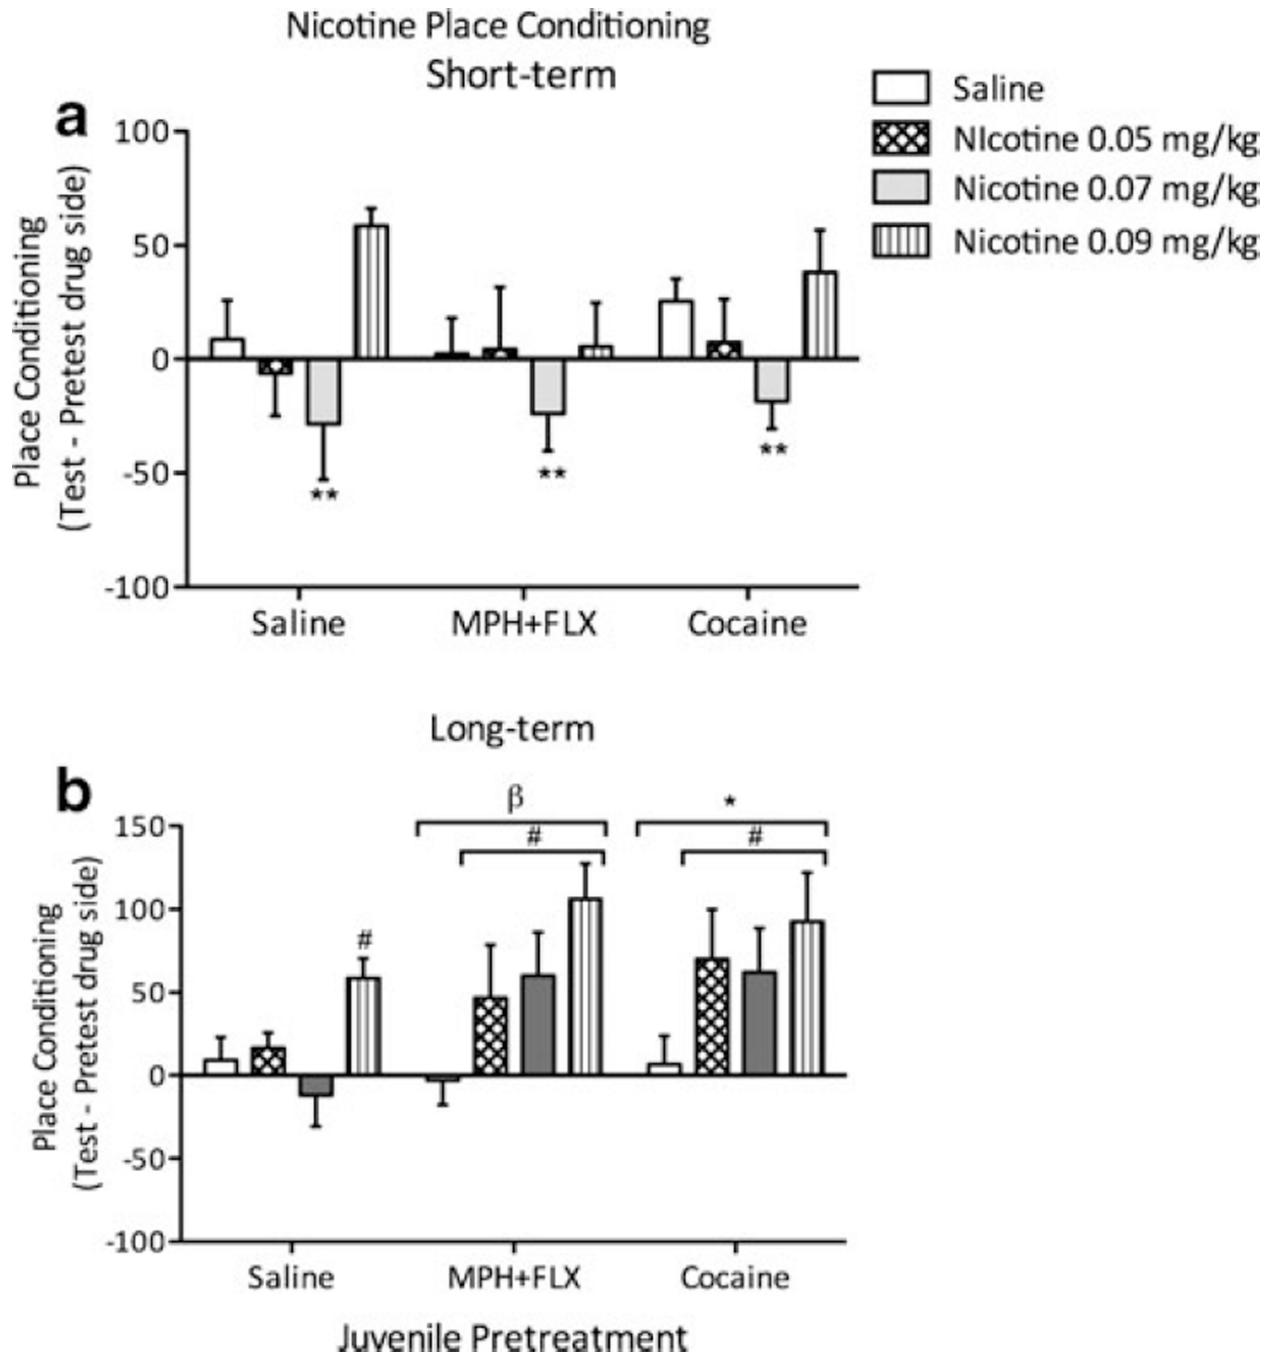 Nicotine Place Conditioning
Short-term
a
Saline
NIcotine 0.05 mg/kg
Nicotine 0.07 mg/kg
Nicotine 0.09 mg/kg
Place Conditioning
(Test - Pretest drug side)
100
50
0
-50
-100
**
**
**
Saline
MPH+FLX
Cocaine
Long-term
b
Place Conditioning
(Test - Pretest drug side)
150
100
50
0
-50
-100
#
β
#
*
#
Saline
MPH+FLX
Cocaine
Juvenile Pretreatment